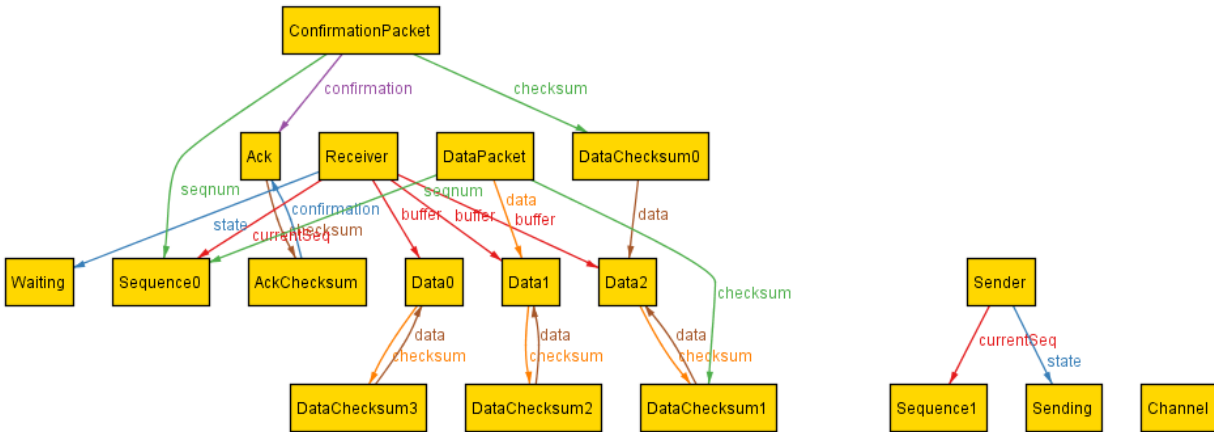 ConfirmationPacket
confirmation
checksum
Ack
Receiver
DataPacket
DataChecksum0
seqnum
seqnum
confirmation
data
state
buffer
buffer
buffer
data
currentSeq
checksum
Waiting
Sequence0
AckChecksum
Data0
Data1
Data2
checksum
Sender
data
data
data
checksum
checksum
checksum
currentSeq
state
DataChecksum3
DataChecksum2
DataChecksum1
Sequence1
Sending
Channel